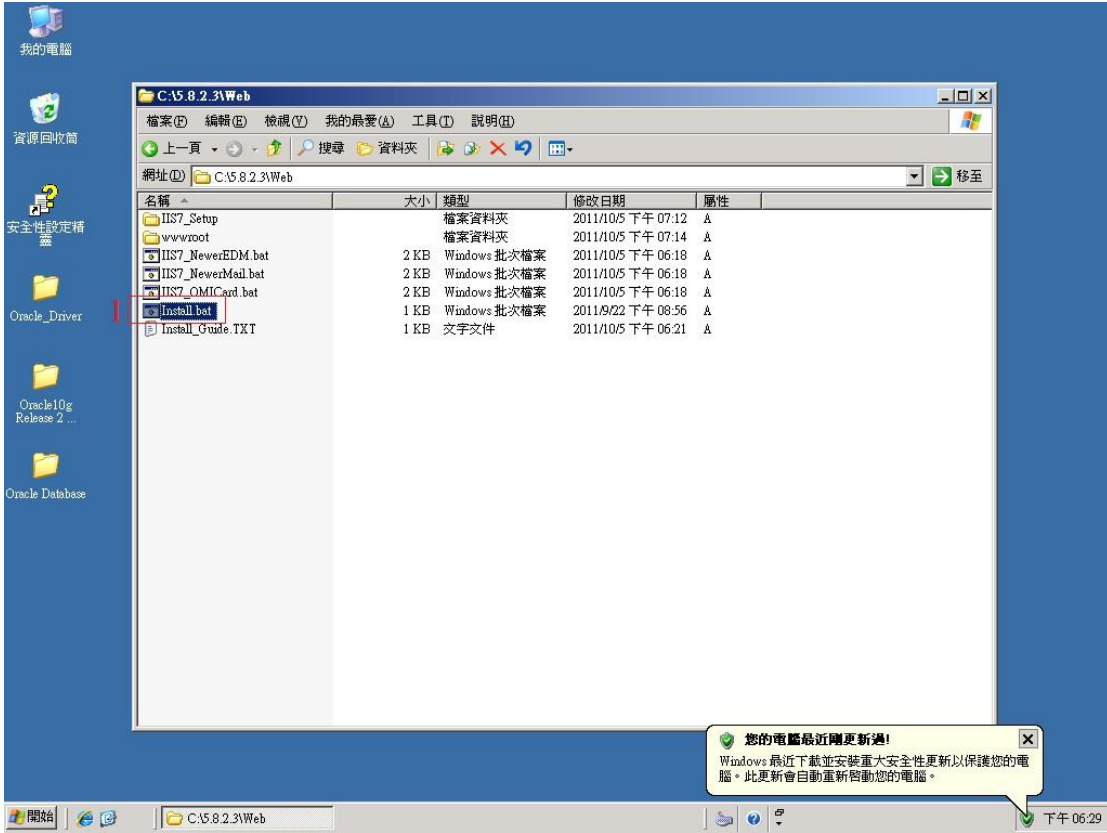 我的電腦
資源回收筒
安全性設定精
靈
Oracle_Driver
Oracle10g
Release 2 ...
Oracle Database
C:\5.8.2.3\Web
檔案(F) 編輯(E) 檢視(V) 我的最愛(A) 工具(T) 說明(H)
上一頁 搜尋 資料夾
網址(D) C:\5.8.2.3\Web 移至
名稱 大小 類型 修改日期 屬性
IIS7_Setup 檔案資料夾 2011/10/5 下午 07:12 A
wwwroot 檔案資料夾 2011/10/5 下午 07:14 A
IIS7_NewerEDM.bat 2 KB Windows 批次檔案 2011/10/5 下午 06:18 A
IIS7_NewerMail.bat 2 KB Windows 批次檔案 2011/10/5 下午 06:18 A
IIS7_OMICard.bat 2 KB Windows 批次檔案 2011/10/5 下午 06:18 A
1 Install.bat 1 KB Windows 批次檔案 2011/9/22 下午 08:56 A
Install_Guide.TXT 1 KB 文字文件 2011/10/5 下午 06:21 A
您的電腦最近剛更新過!
Windows 最近下載並安裝重大安全性更新以保護您的電
腦。此更新會自動重新啟動您的電腦。
開始 C:\5.8.2.3\Web 下午 06:29